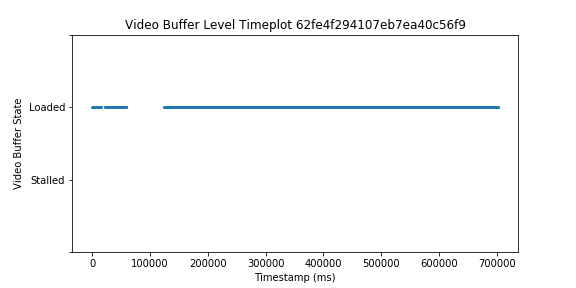 Video Buffer Level Timeplot 62fe4f294107eb7ea40c56f9
Video Buffer State
Loaded
Stalled
0 100000 200000 300000 400000 500000 600000 700000
Timestamp (ms)